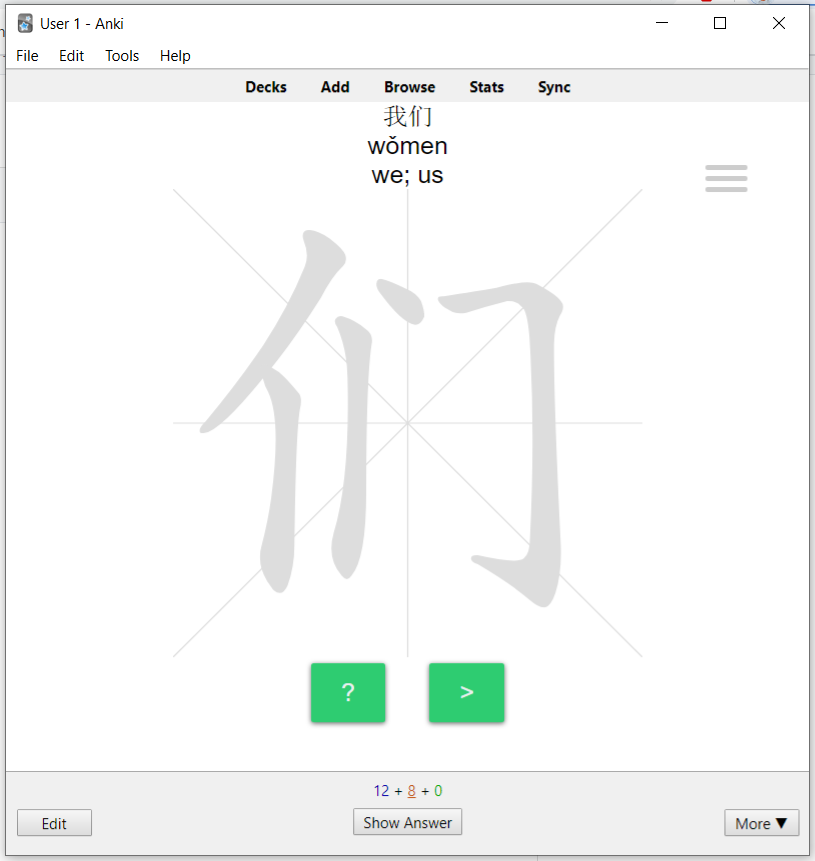 User 1 - Anki
File Edit Tools Help
Decks Add Browse Stats Sync
我们
wǒmen
we; us
们
? >
12 + 8 + 0
Edit Show Answer More ▼